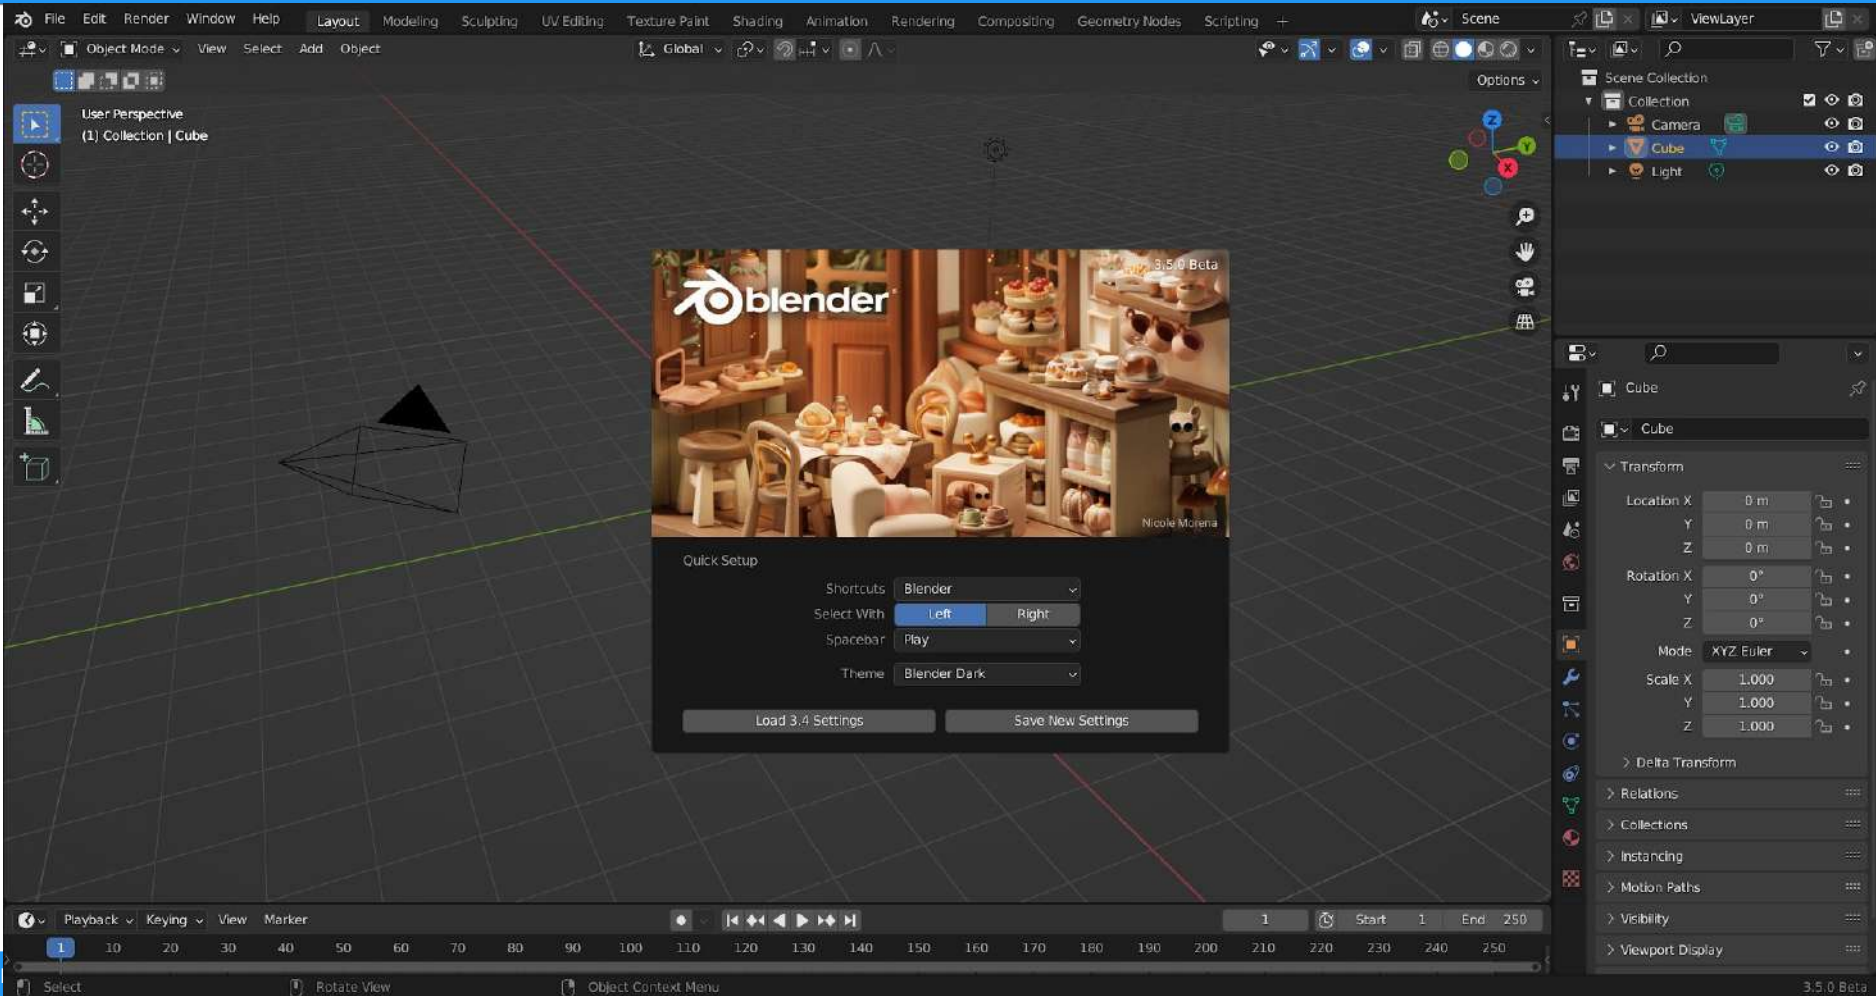 File Edit Render Window Help Layout Modeling Sculpting UV Editing Texture Paint Shading Animation Rendering Compositing Geometry Nodes Scripting + Scene ViewLayer
Object Mode View Select Add Object Global
Options
User Perspective
(1) Collection | Cube
Z
Y
X
Scene Collection
Collection
Camera
Cube
Light
3.5.0 Beta
blender
Nicole Morena
Quick Setup
Shortcuts Blender
Select With Left Right
Spacebar Play
Theme Blender Dark
Load 3.4 Settings Save New Settings
Cube
Cube
Transform
Location X 0 m
Y 0 m
Z 0 m
Rotation X 0°
Y 0°
Z 0°
Mode XYZ Euler
Scale X 1.000
Y 1.000
Z 1.000
Delta Transform
Relations
Collections
Instancing
Motion Paths
Visibility
Viewport Display
Playback Keying View Marker 1 Start 1 End 250
1 10 20 30 40 50 60 70 80 90 100 110 120 130 140 150 160 170 180 190 200 210 220 230 240 250
Select Rotate View Object Context Menu 3.5.0 Beta